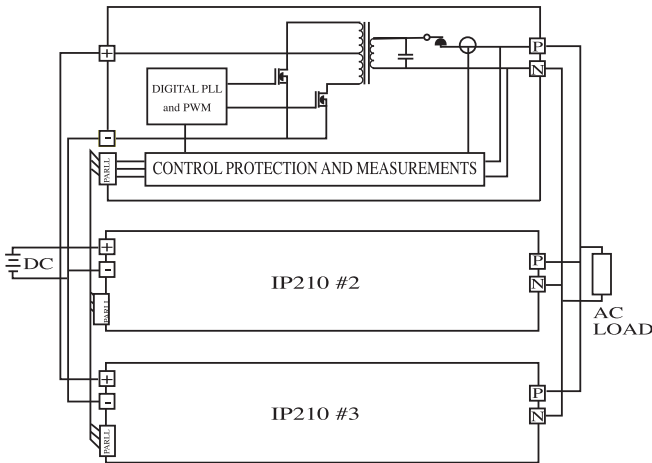 +
P
N
DIGITAL PLL
and PWM
-
PARLL
CONTROL PROTECTION AND MEASUREMENTS
+
-
DC
P
N
IP210 #2
PARLL
AC
LOAD
+
-
P
N
IP210 #3
PARLL